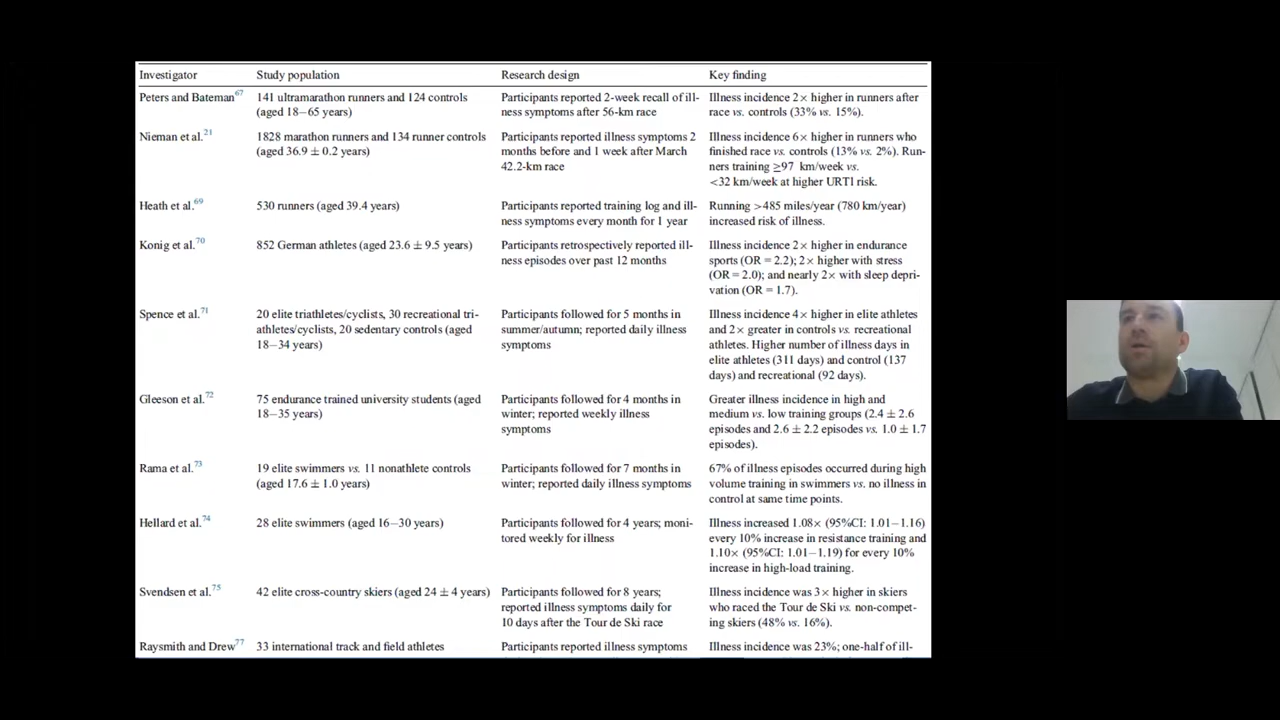 Investigator Study population Research design Key finding
Peters and Bateman67 141 ultramarathon runners and 124 controls Participants reported 2-week recall of ill- Illness incidence 2× higher in runners after
(aged 18–65 years) ness symptoms after 56-km race race vs. controls (33% vs. 15%).
Nieman et al.21 1828 marathon runners and 134 runner controls Participants reported illness symptoms 2 Illness incidence 6× higher in runners who
(aged 36.9 ± 0.2 years) months before and 1 week after March finished race vs. controls (13% vs. 2%). Run-
42.2-km race ners training ≥97 km/week vs.
<32 km/week at higher URTI risk.
Heath et al.69 530 runners (aged 39.4 years) Participants reported training log and ill- Running >485 miles/year (780 km/year)
ness symptoms every month for 1 year increased risk of illness.
Konig et al.70 852 German athletes (aged 23.6 ± 9.5 years) Participants retrospectively reported ill- Illness incidence 2× higher in endurance
ness episodes over past 12 months sports (OR = 2.2); 2× higher with stress
(OR = 2.0); and nearly 2× with sleep depri-
vation (OR = 1.7).
Spence et al.71 20 elite triathletes/cyclists, 30 recreational tri- Participants followed for 5 months in Illness incidence 4× higher in elite athletes
athletes/cyclists, 20 sedentary controls (aged summer/autumn; reported daily illness and 2× greater in controls vs. recreational
18–34 years) symptoms athletes. Higher number of illness days in
elite athletes (311 days) and control (137
days) and recreational (92 days).
Gleeson et al.72 75 endurance trained university students (aged Participants followed for 4 months in Greater illness incidence in high and
18–35 years) winter; reported weekly illness medium vs. low training groups (2.4 ± 2.6
symptoms episodes and 2.6 ± 2.2 episodes vs. 1.0 ± 1.7
episodes).
Rama et al.73 19 elite swimmers vs. 11 nonathlete controls Participants followed for 7 months in 67% of illness episodes occurred during high
(aged 17.6 ± 1.0 years) winter; reported daily illness symptoms volume training in swimmers vs. no illness in
control at same time points.
Hellard et al.74 28 elite swimmers (aged 16–30 years) Participants followed for 4 years; moni- Illness increased 1.08× (95%CI: 1.01–1.16)
tored weekly for illness every 10% increase in resistance training and
1.10× (95%CI: 1.01–1.19) for every 10%
increase in high-load training.
Svendsen et al.75 42 elite cross-country skiers (aged 24 ± 4 years) Participants followed for 8 years; Illness incidence was 3× higher in skiers
reported illness symptoms daily for who raced the Tour de Ski vs. non-compet-
10 days after the Tour de Ski race ing skiers (48% vs. 16%).
Raysmith and Drew77 33 international track and field athletes Participants reported illness symptoms Illness incidence was 23%; one-half of ill-